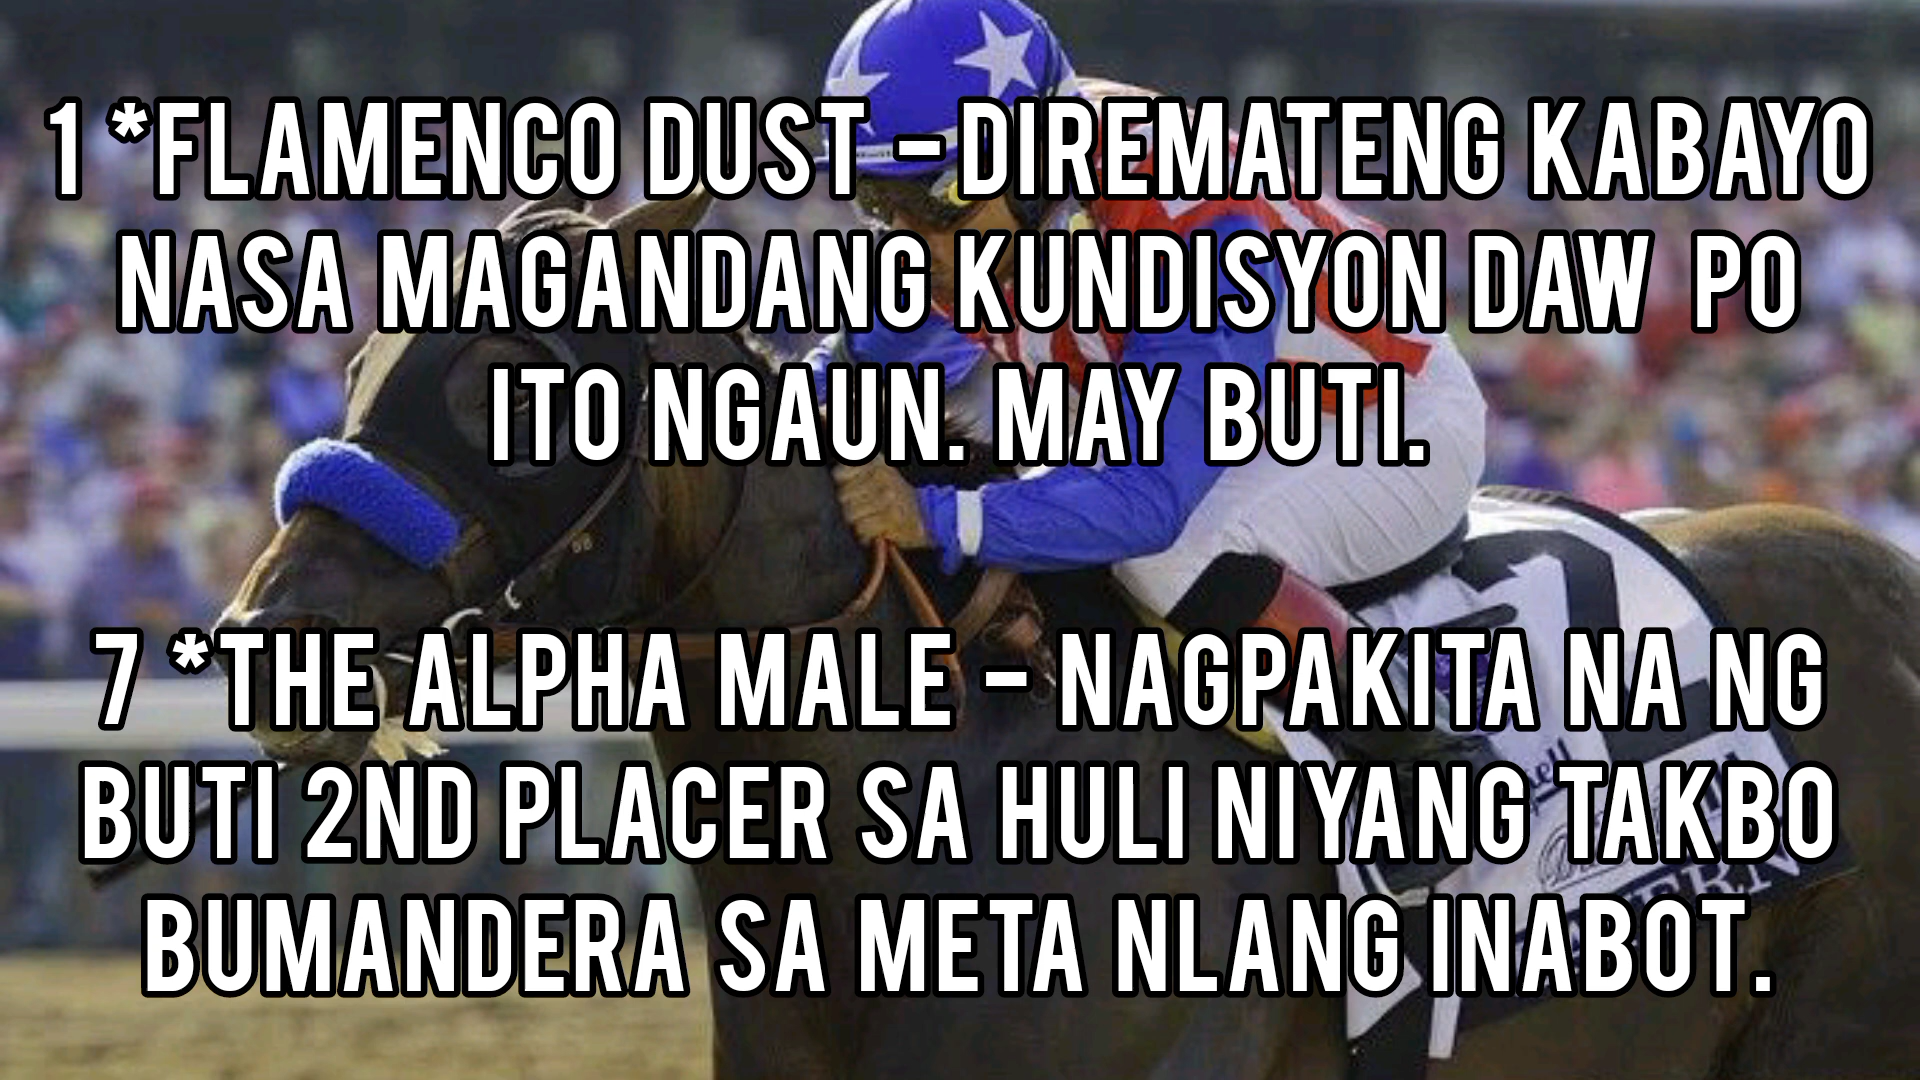 1 *FLAMENCO DUST – DIREMATENG KABAYO
NASA MAGANDANG KUNDISYON DAW PO
ITO NGAUN. MAY BUTI.
7 *THE ALPHA MALE – NAGPAKITA NA NG
BUTI 2ND PLACER SA HULI NIYANG TAKBO
BUMANDERA SA META NLANG INABOT.